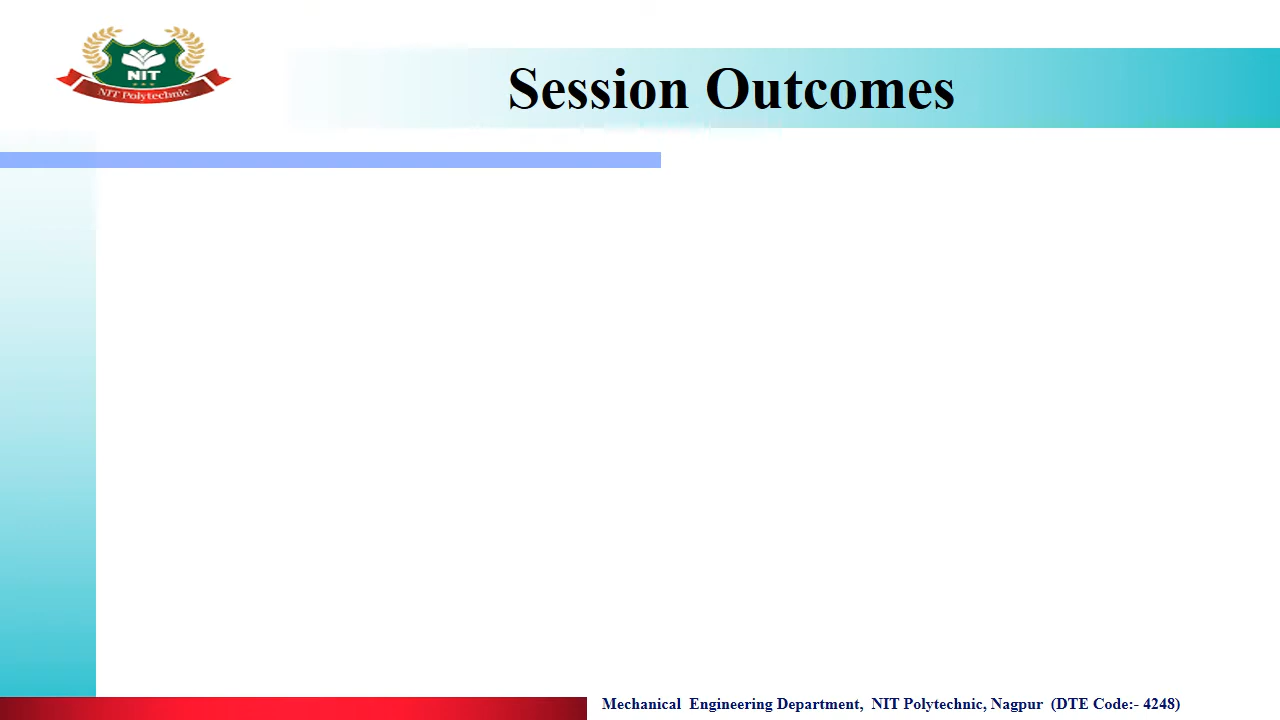 NIT
NIT Polytechnic
Session Outcomes
Mechanical Engineering Department, NIT Polytechnic, Nagpur (DTE Code:- 4248)